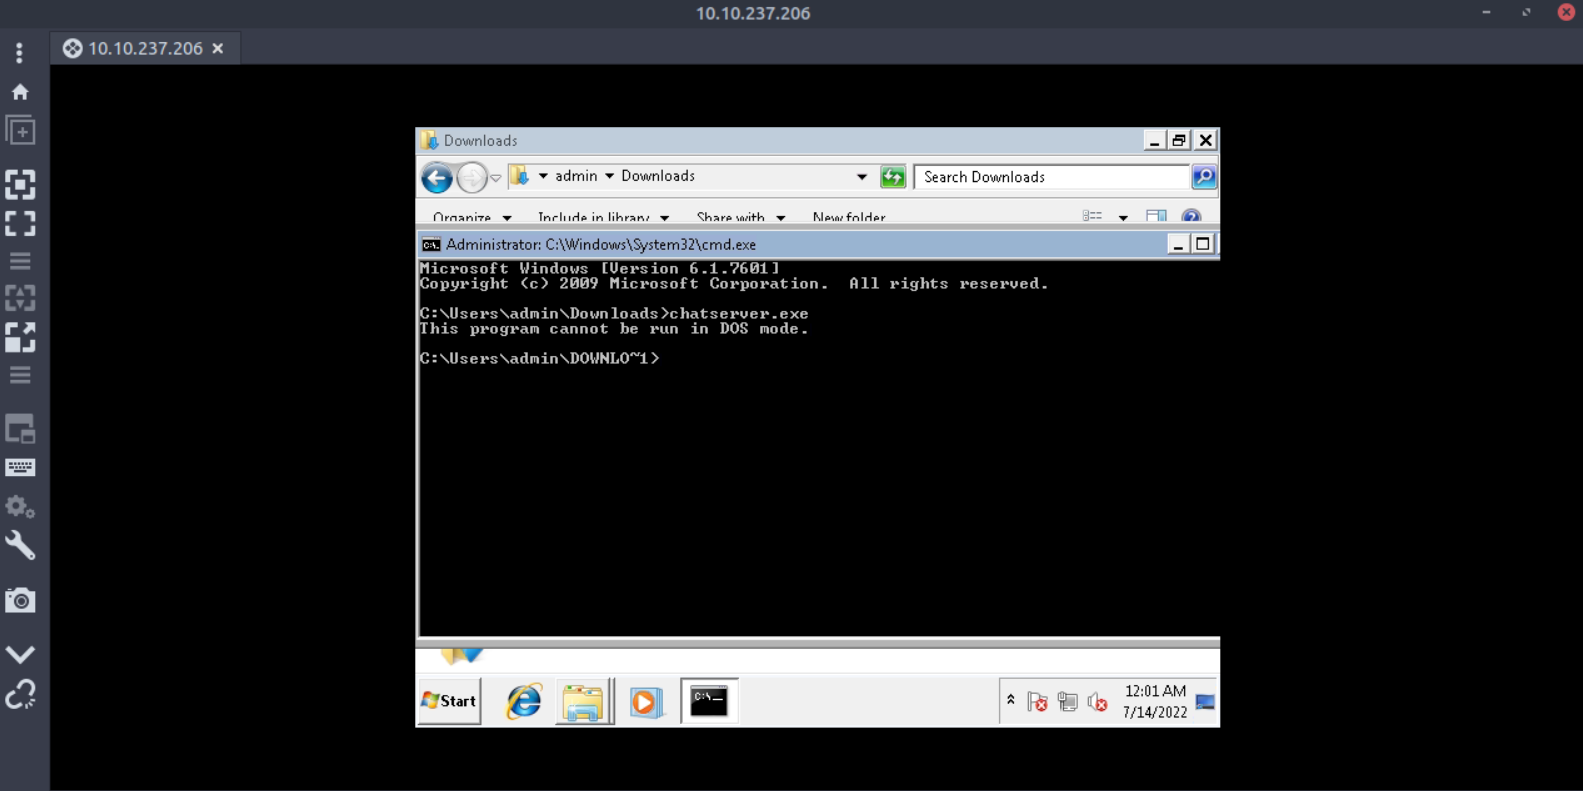 10.10.237.206
10.10.237.206
Downloads
admin Downloads
Search Downloads
Organize Include in library Share with New folder
Administrator: C:\Windows\System32\cmd.exe
Microsoft Windows [Version 6.1.7601]
Copyright (c) 2009 Microsoft Corporation.  All rights reserved.
C:\Users\admin\Downloads>chatserver.exe
This program cannot be run in DOS mode.
C:\Users\admin\DOWNLO~1>
Start
12:01 AM
7/14/2022